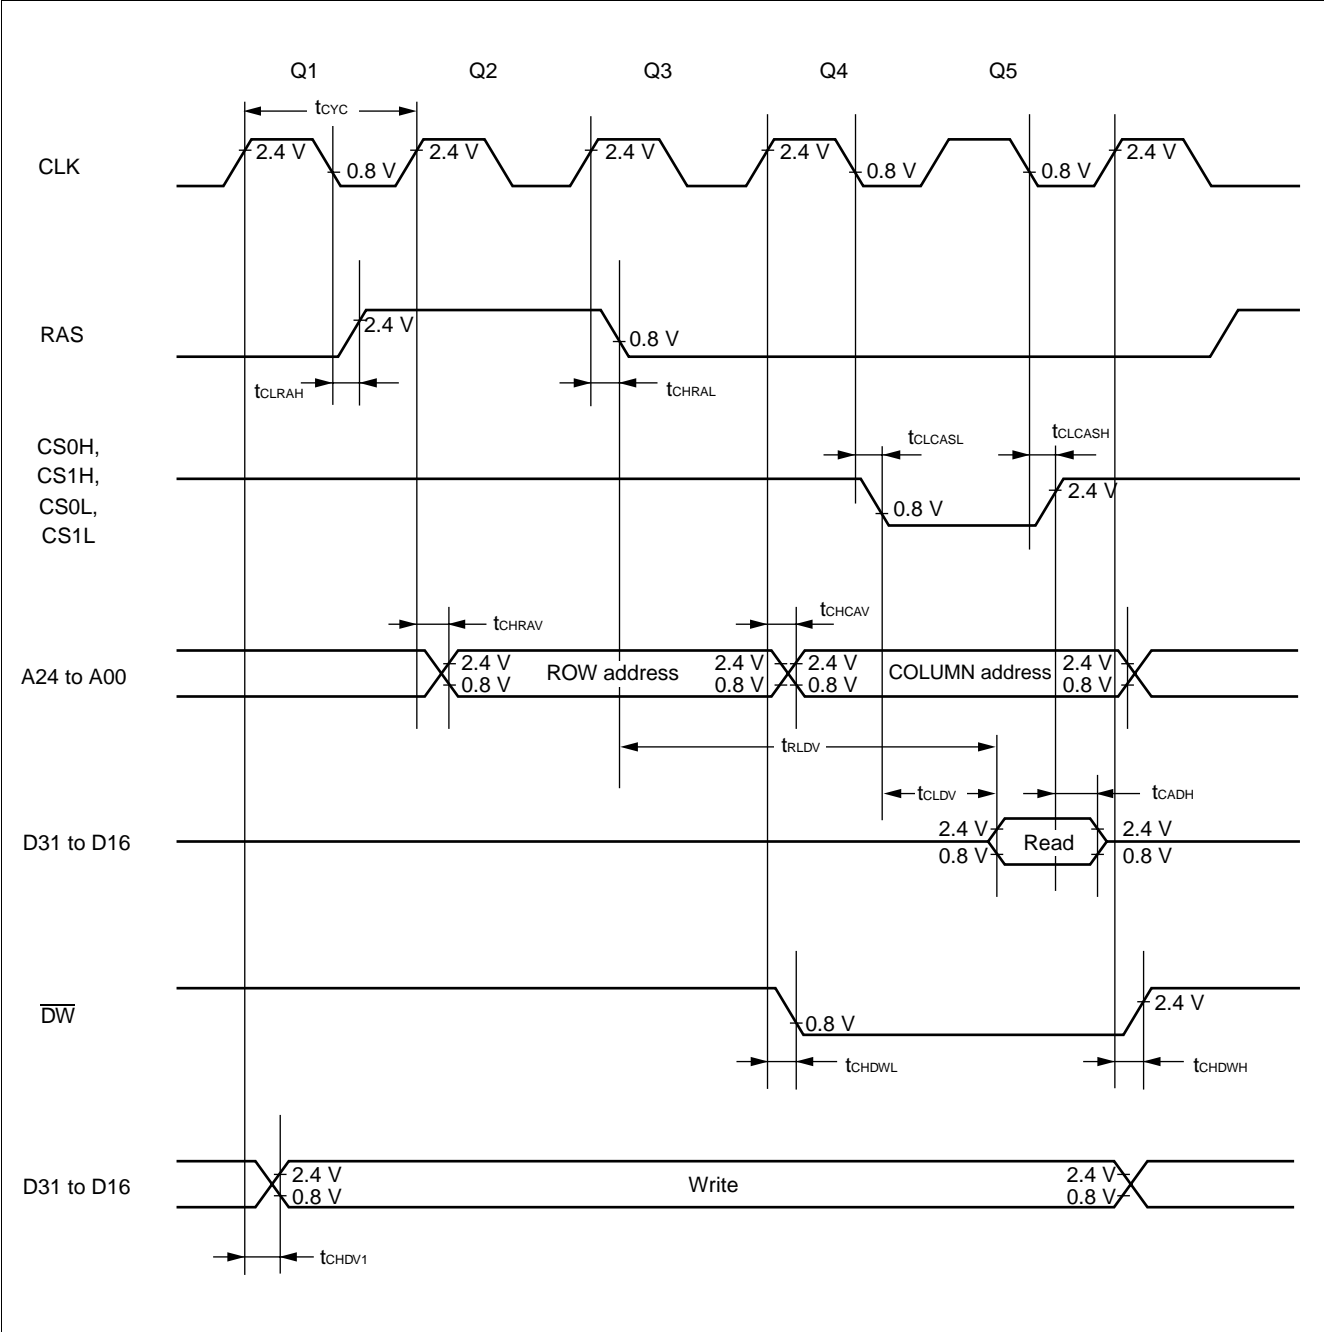 Q1 Q2 Q3 Q4 Q5
tCYC
CLK 2.4 V 0.8 V 2.4 V 2.4 V 2.4 V 0.8 V 0.8 V 2.4 V
RAS 2.4 V 0.8 V
tCLRAH tCHRAL
CS0H,
CS1H,
CS0L,
CS1L
tCLCASL tCLCASH
0.8 V 2.4 V
tCHRAV tCHCAV
A24 to A00
2.4 V ROW address 2.4 V 2.4 V COLUMN address 2.4 V
0.8 V 0.8 V 0.8 V 0.8 V
tRLDV
tCLDV tCADH
D31 to D16
2.4 V Read 2.4 V
0.8 V 0.8 V
DW 0.8 V 2.4 V
tCHDWL tCHDWH
D31 to D16
2.4 V Write 2.4 V
0.8 V 0.8 V
tCHDV1